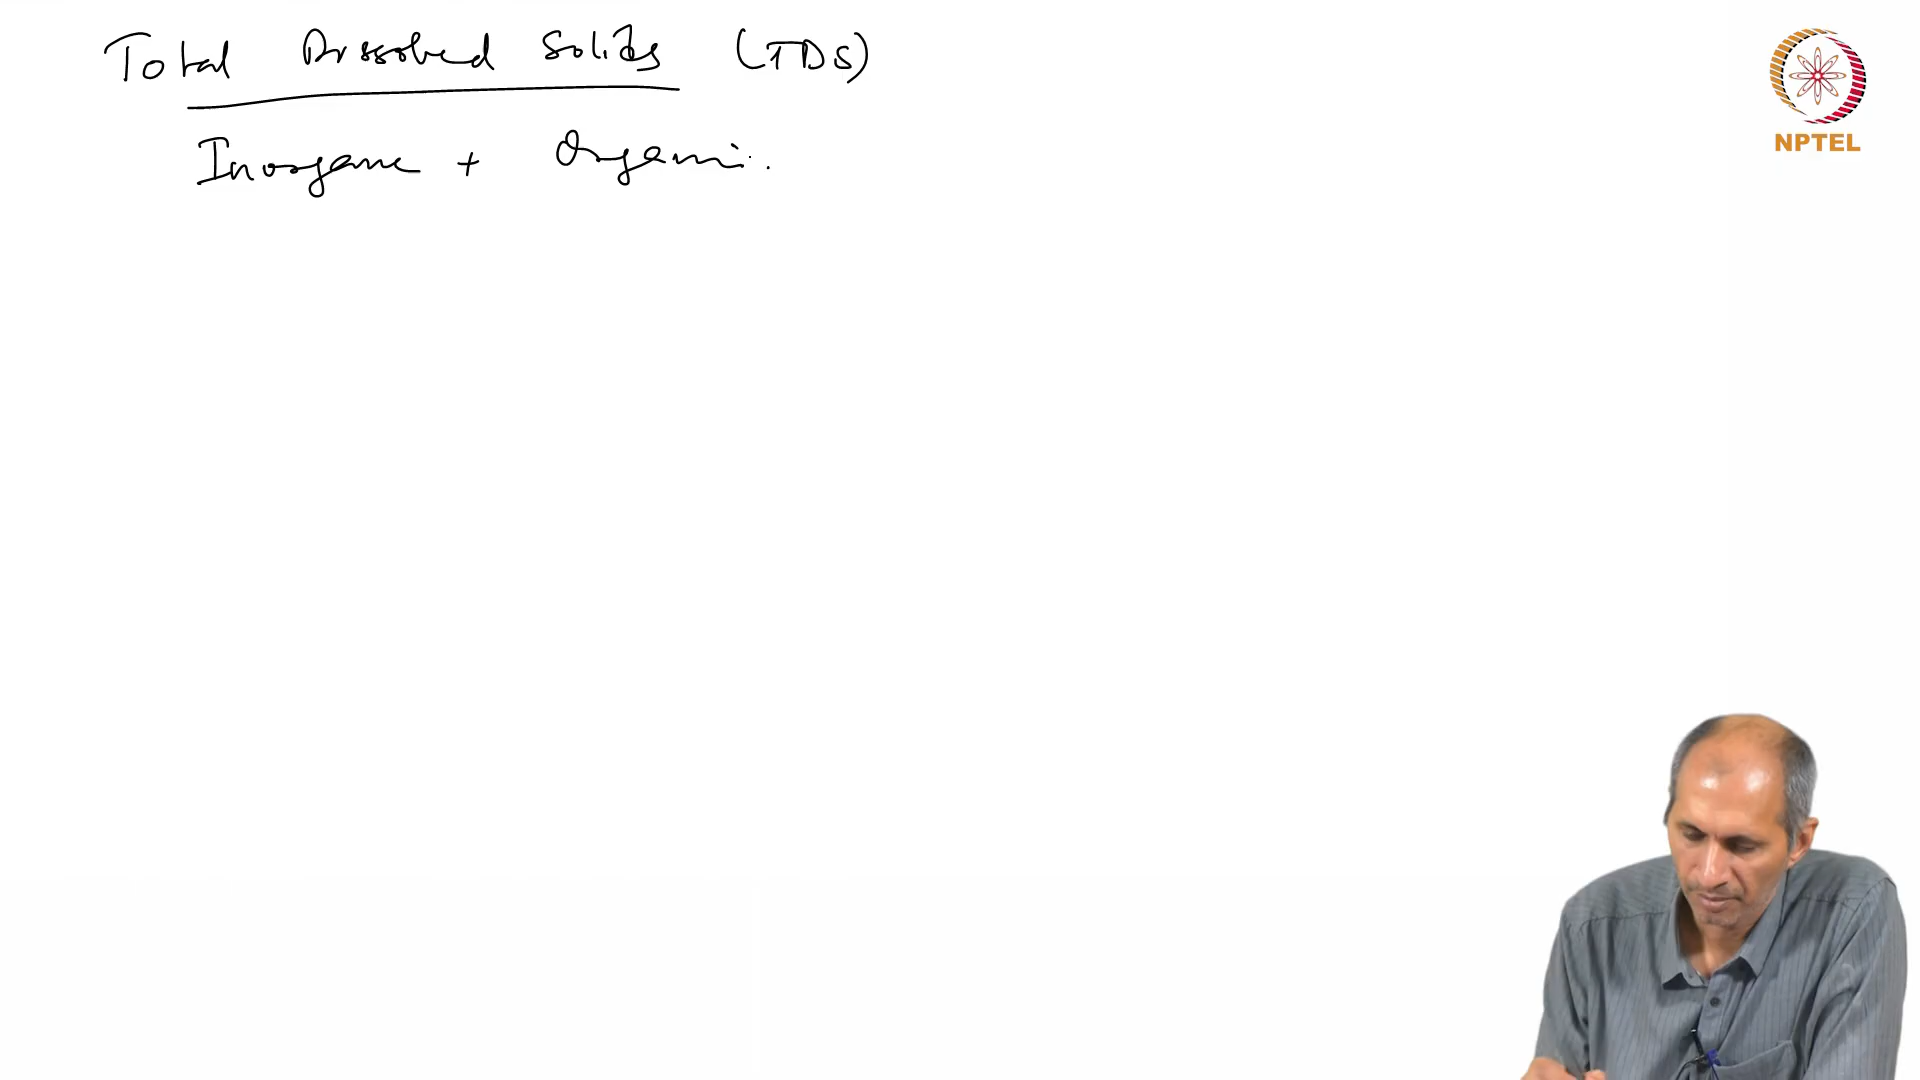 Total Dissolved Solids (TDS)
Inorganic + Organic.
NPTEL